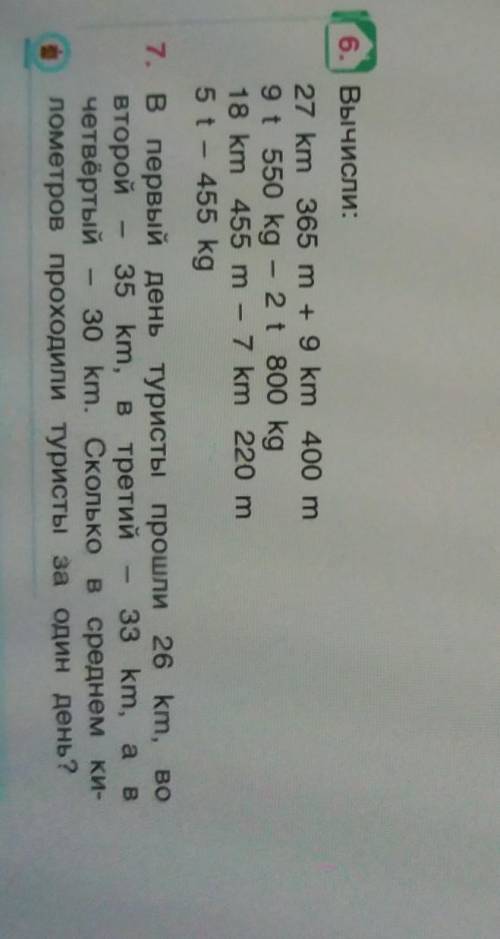 6. Вычисли:
27 km 365 m + 9 km 400 m
9 t 550 kg – 2 t 800 kg
18 km 455 m – 7 km 220 m
5 t – 455 kg
7. В первый день туристы прошли 26 km, во
второй – 35 km, в третий – 33 km, а в
четвёртый – 30 km. Сколько в среднем ки-
лометров проходили туристы за один день?